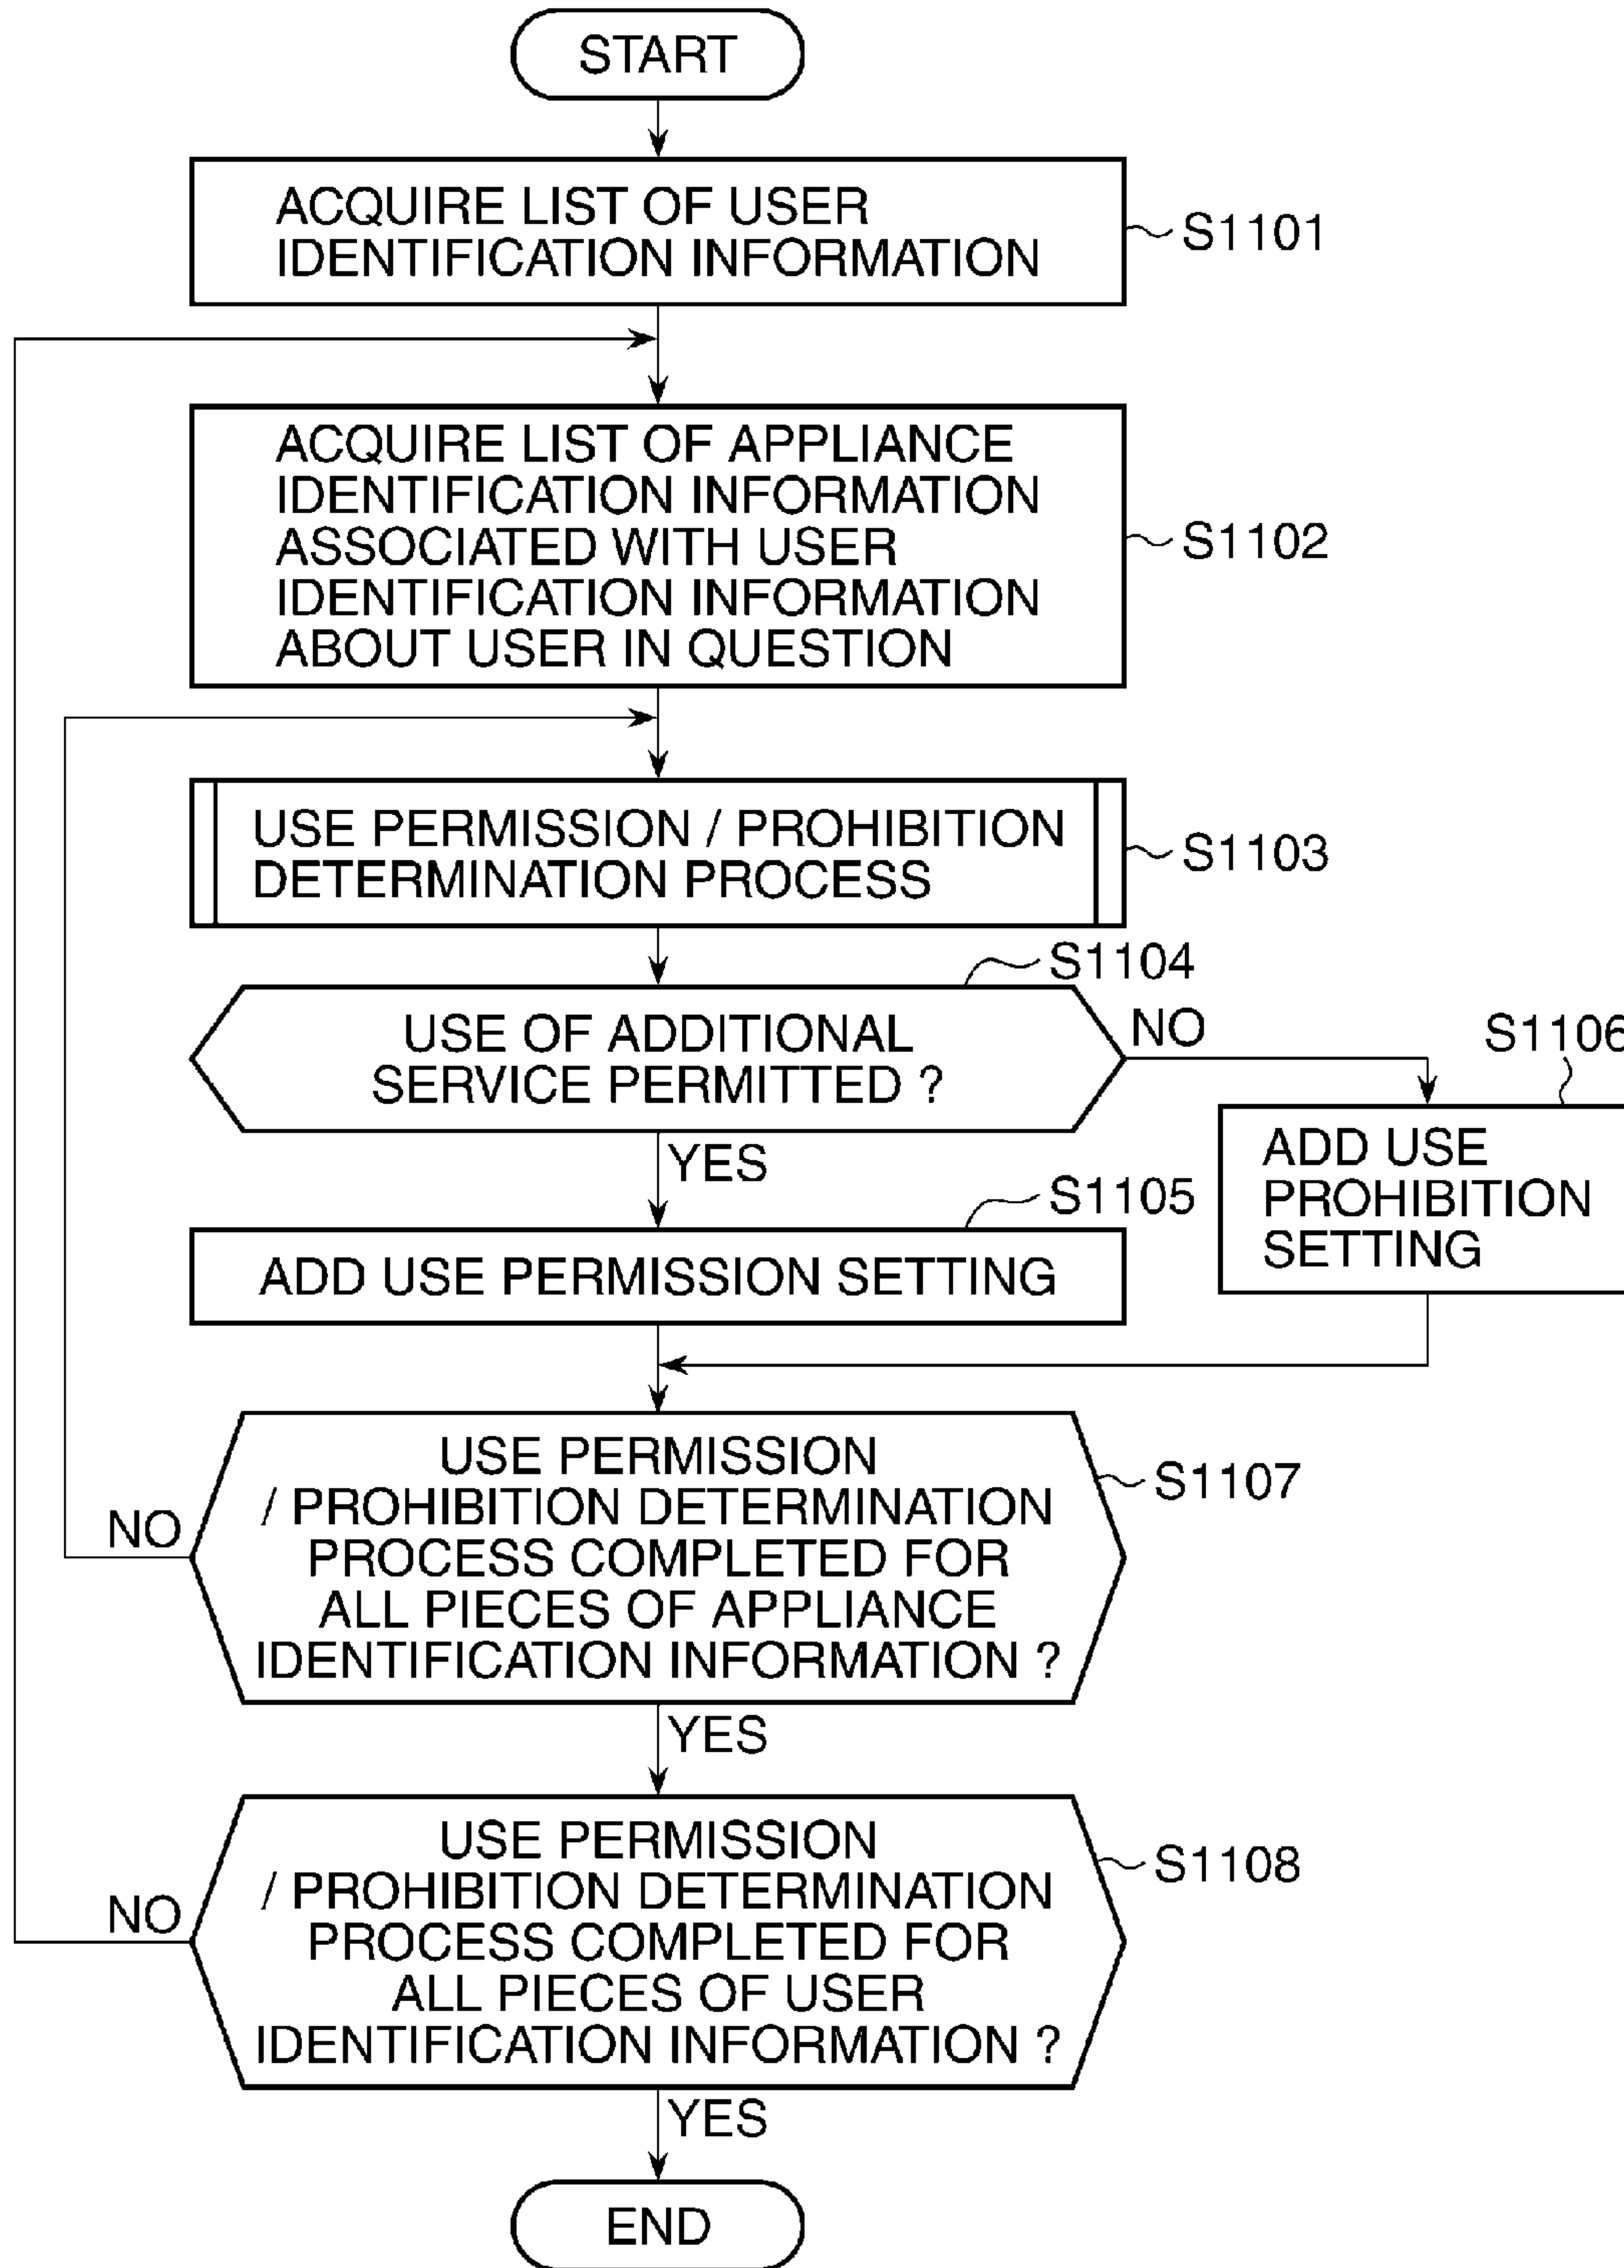 START
ACQUIRE LIST OF USER
IDENTIFICATION INFORMATION
S1101
ACQUIRE LIST OF APPLIANCE
IDENTIFICATION INFORMATION
ASSOCIATED WITH USER
IDENTIFICATION INFORMATION
ABOUT USER IN QUESTION
S1102
USE PERMISSION / PROHIBITION
DETERMINATION PROCESS
S1103
S1104
USE OF ADDITIONAL
SERVICE PERMITTED ?
NO
S1106
ADD USE
PROHIBITION
SETTING
YES
S1105
ADD USE PERMISSION SETTING
USE PERMISSION
/ PROHIBITION DETERMINATION
PROCESS COMPLETED FOR
ALL PIECES OF APPLIANCE
IDENTIFICATION INFORMATION ?
S1107
NO
YES
USE PERMISSION
/ PROHIBITION DETERMINATION
PROCESS COMPLETED FOR
ALL PIECES OF USER
IDENTIFICATION INFORMATION ?
S1108
NO
YES
END